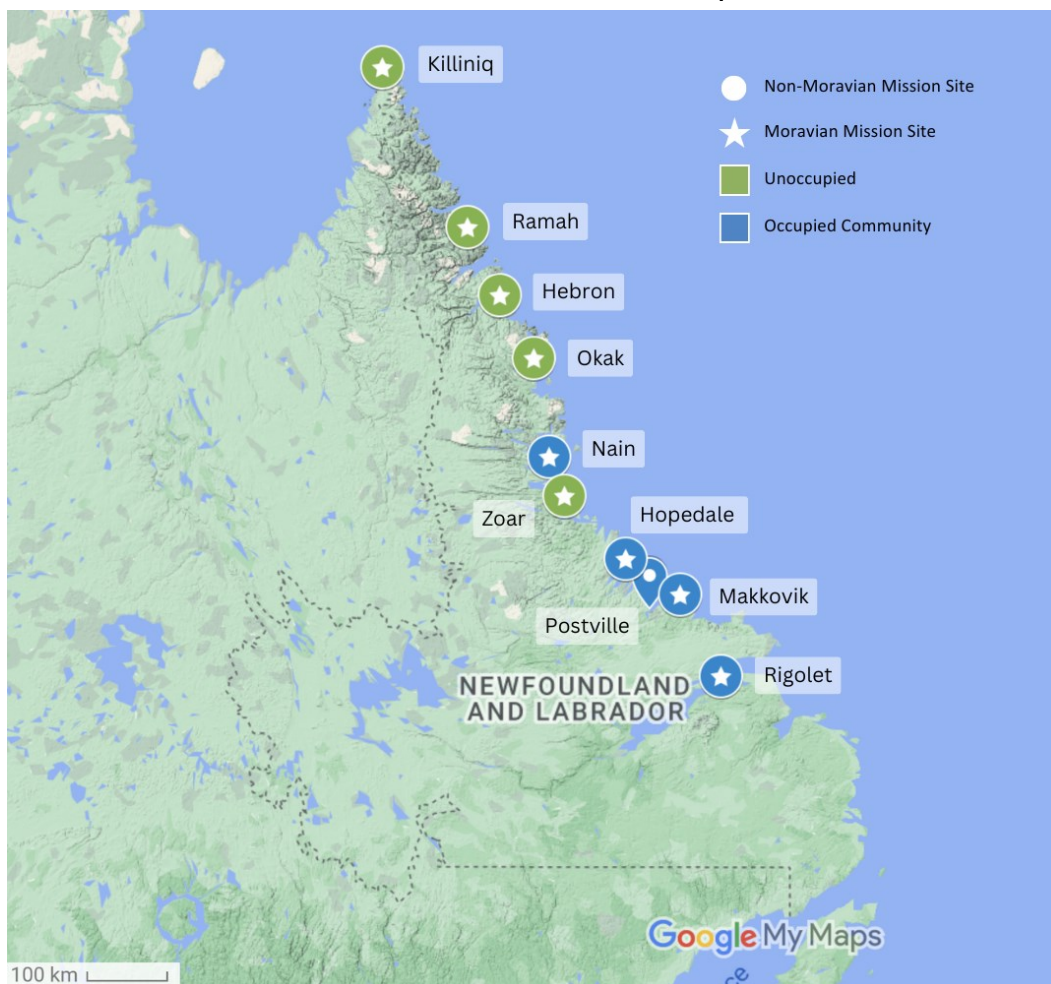 Killiniq
Non-Moravian Mission Site
Moravian Mission Site
Unoccupied
Occupied Community
Ramah
Hebron
Okak
Nain
Zoar
Hopedale
Makkovik
Postville
Rigolet
NEWFOUNDLAND
AND LABRADOR
Google My Maps
100 km
ce